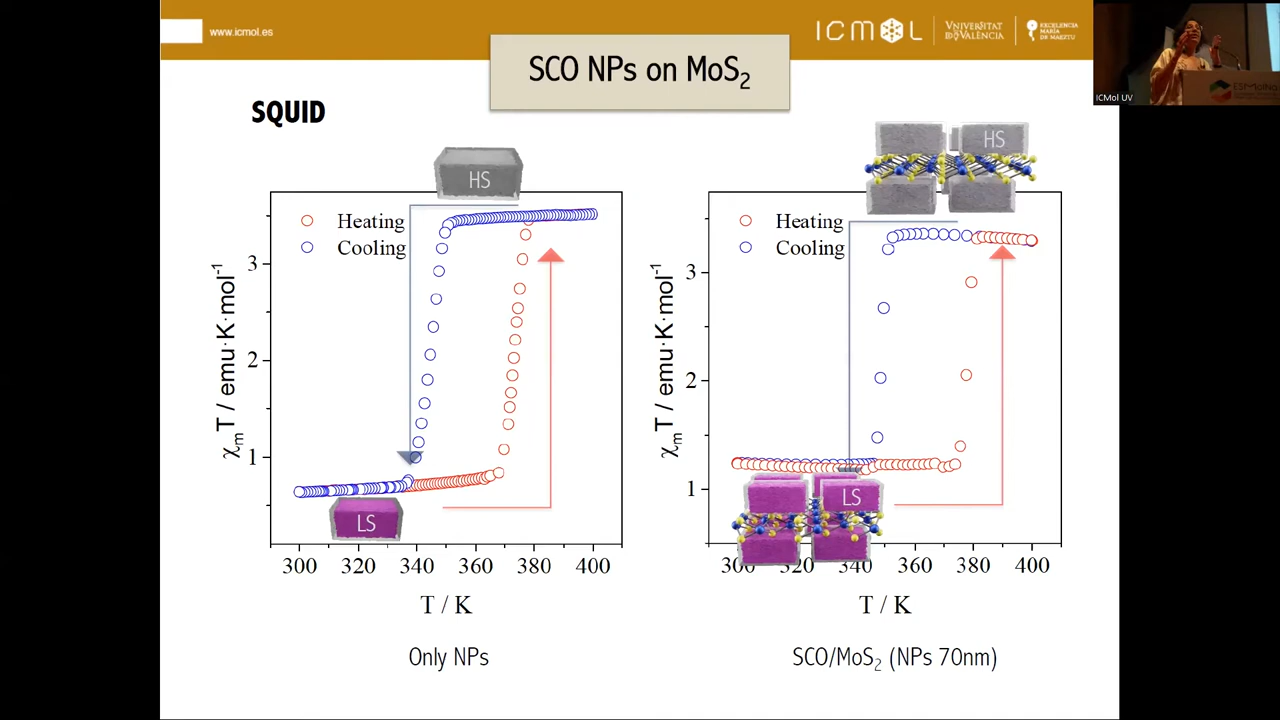 www.icmol.es
ICMOL
VNIVERSITAT
ID VALÈNCIA
EXCELENCIA
MARÍA
DE MAEZTU
ICMol UV
SCO NPs on MoS2
SQUID
HS
Heating
Cooling
χmT / emu·K·mol-1
3
2
1
LS
300 320 340 360 380 400
T / K
Only NPs
HS
Heating
Cooling
χmT / emu·K·mol-1
3
2
1
LS
300 320 340 360 380 400
T / K
SCO/MoS2 (NPs 70nm)